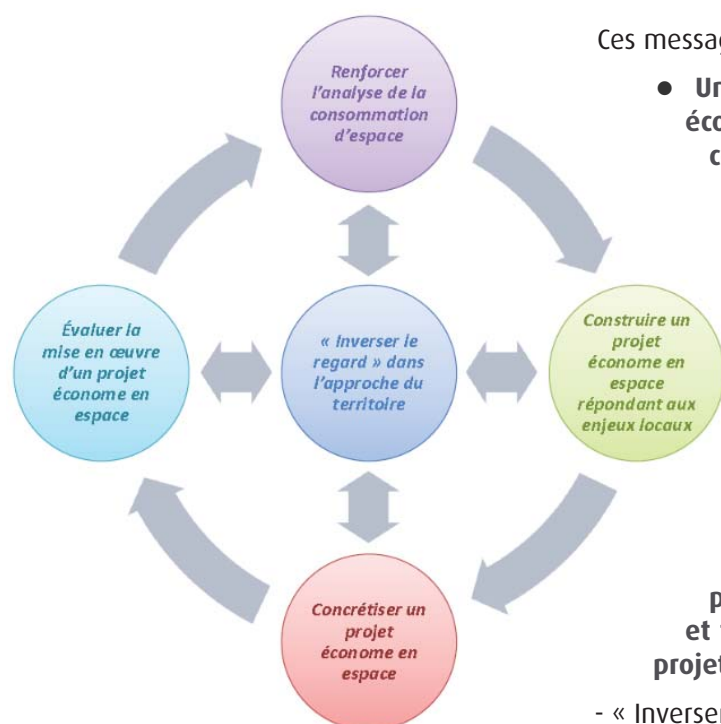 Renforcer
l'analyse de la
consommation
d'espace
Construire un
projet
économe en
espace
répondant aux
enjeux locaux
Concrétiser un
projet
économe en
espace
Évaluer la
mise en œuvre
d'un projet
économe en
espace
« Inverser le
regard » dans
l'approche du
territoire
Ces messag
● Un
éco
c
p
et
projet
- « Inverser